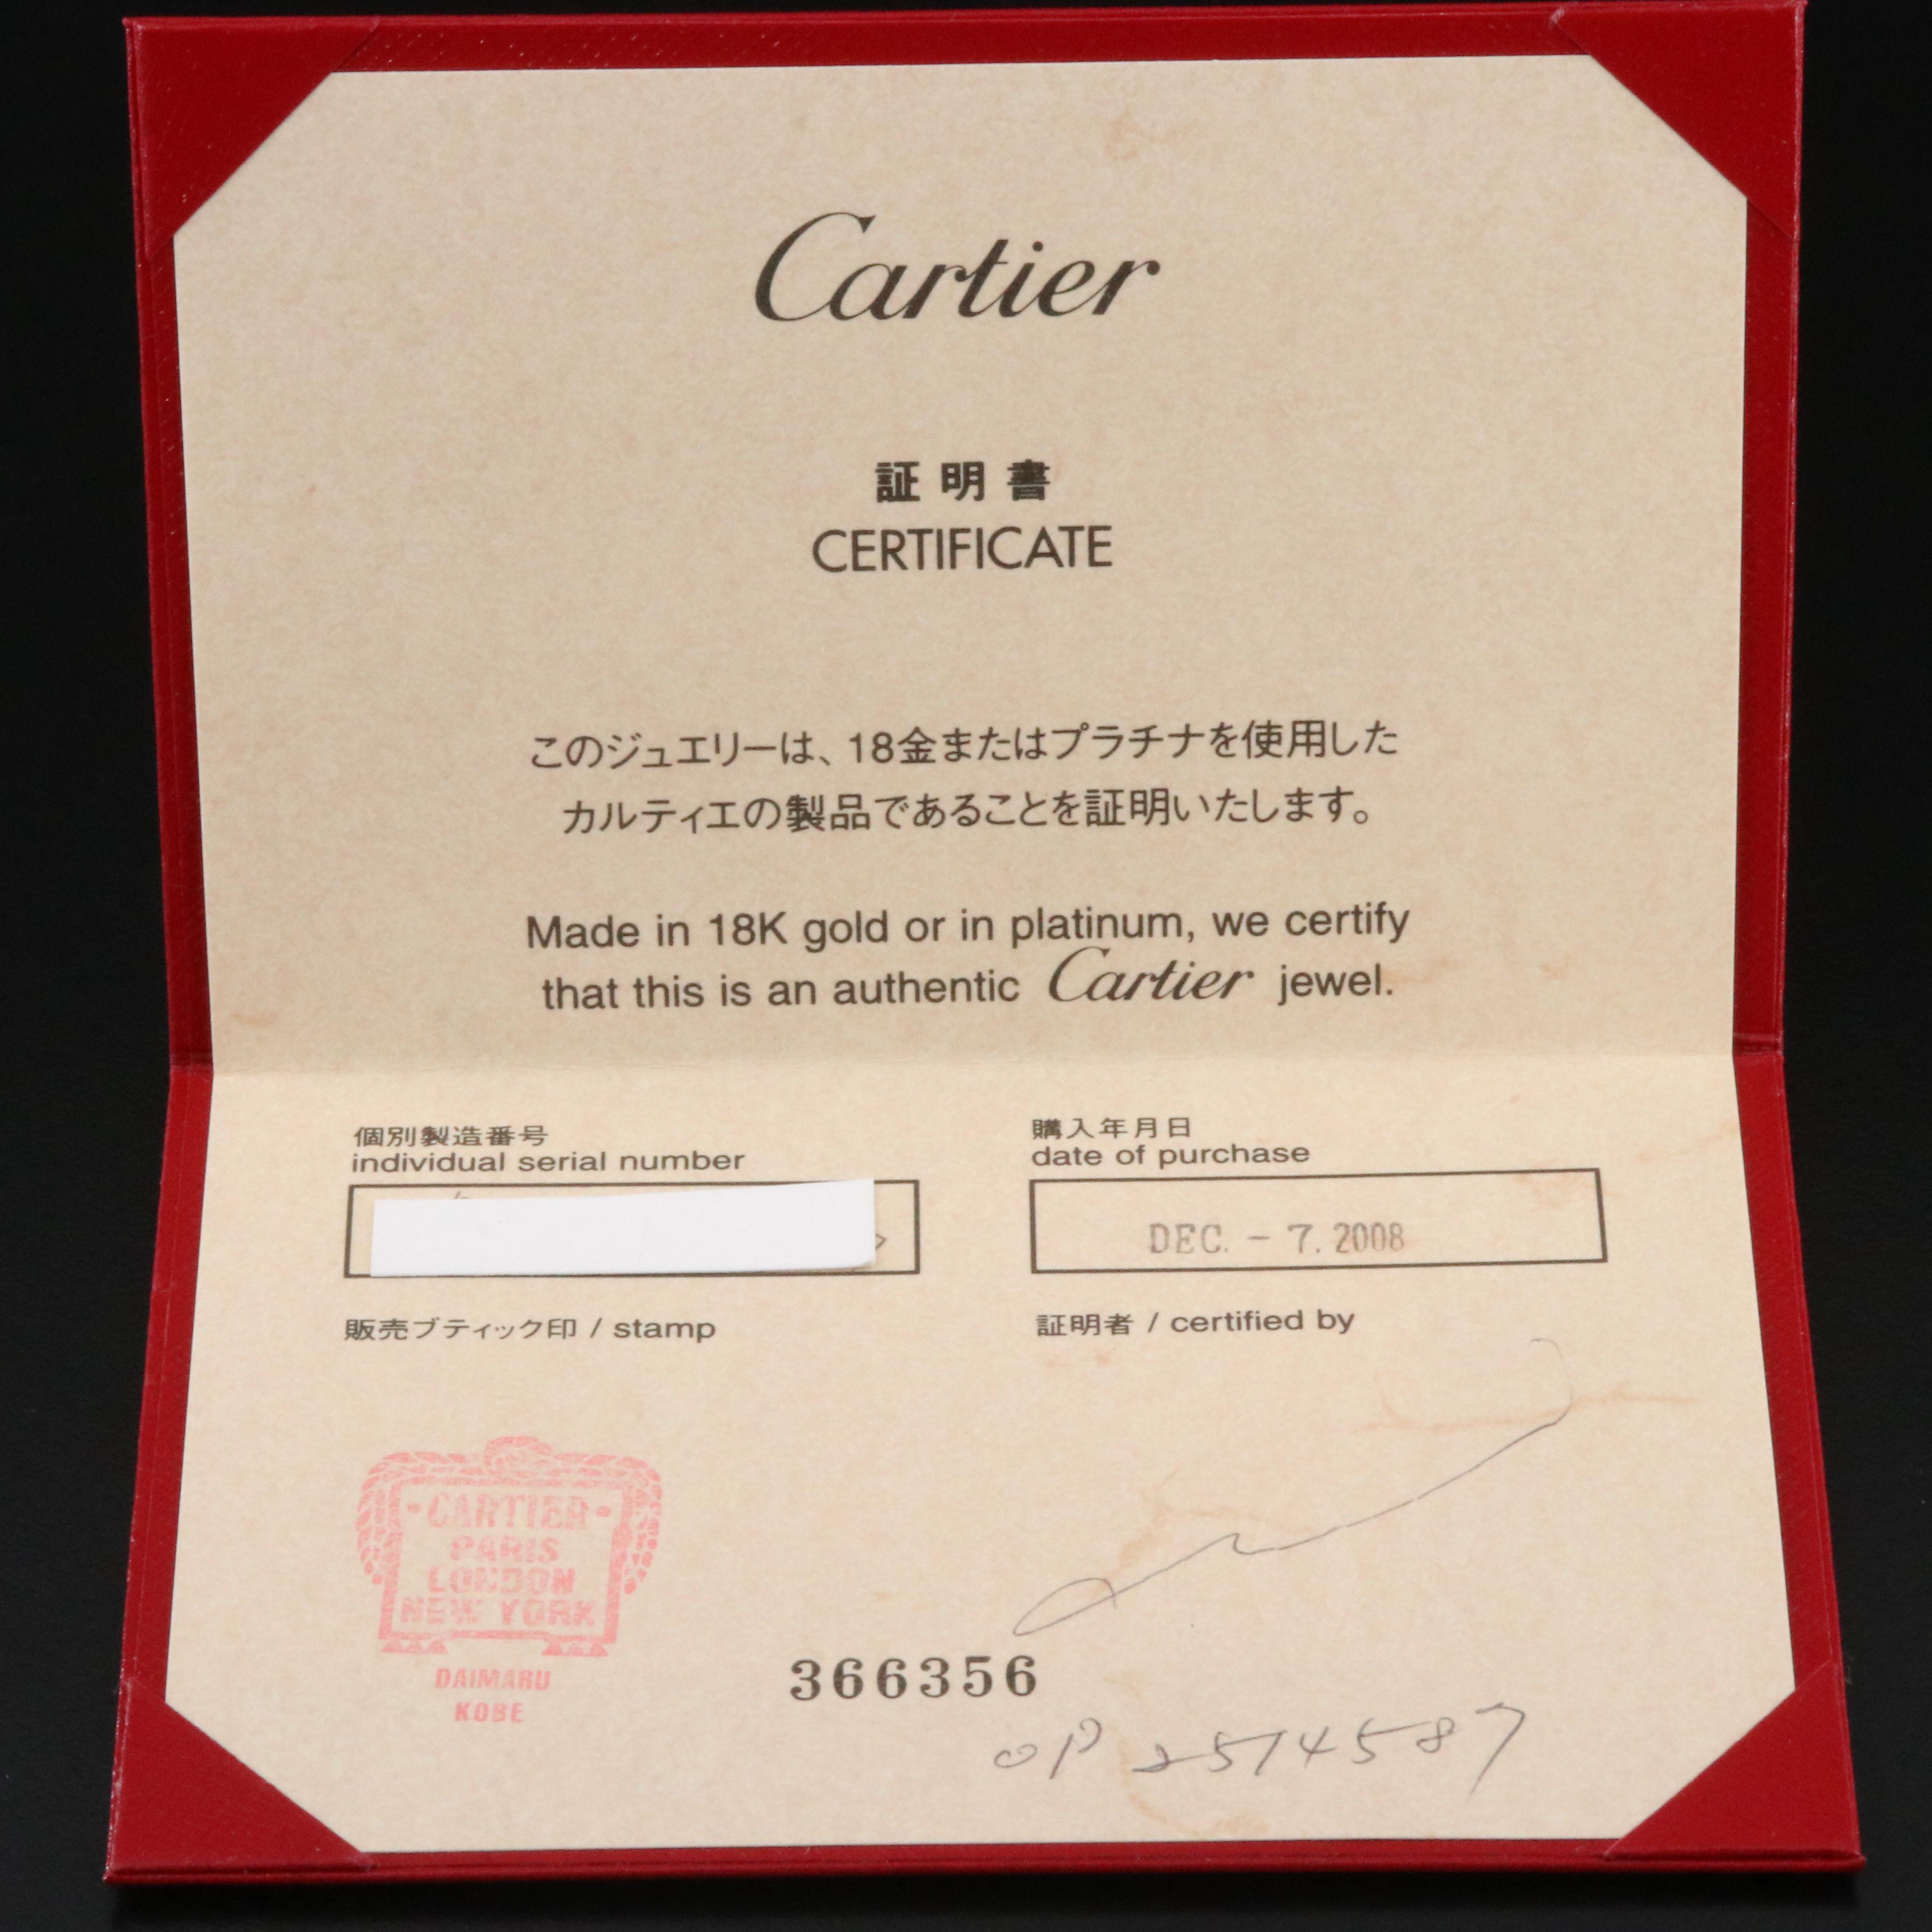 Cartier
証明書
CERTIFICATE
このジュエリーは、18金またはプラチナを使用した
カルティエの製品であることを証明いたします。
Made in 18K gold or in platinum, we certify
that this is an authentic Cartier jewel.
個別製造番号
individual serial number
購入年月日
date of purchase
DEC. - 7. 2008
販売ブティック印 / stamp
証明者 / certified by
·CARTIER·
PARIS
LONDON
NEW YORK
DAIMARU
KOBE
366356
OP 2514587